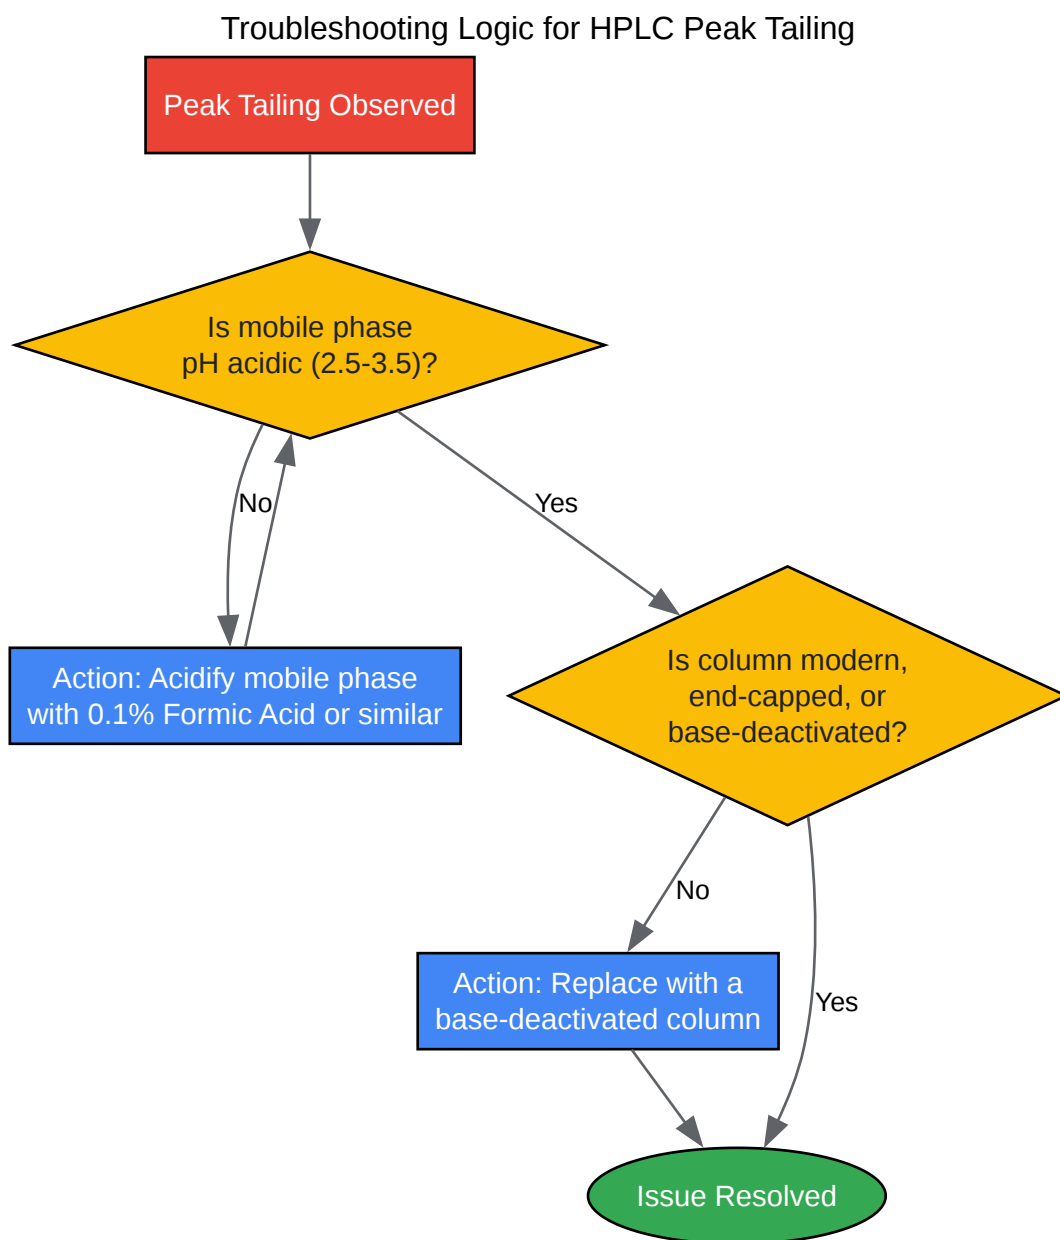 Troubleshooting Logic for HPLC Peak Tailing
Peak Tailing Observed
Is mobile phase
pH acidic (2.5-3.5)?
No
Yes
Action: Acidify mobile phase
with 0.1% Formic Acid or similar
Is column modern,
end-capped, or
base-deactivated?
No
Action: Replace with a
base-deactivated column
Yes
Issue Resolved